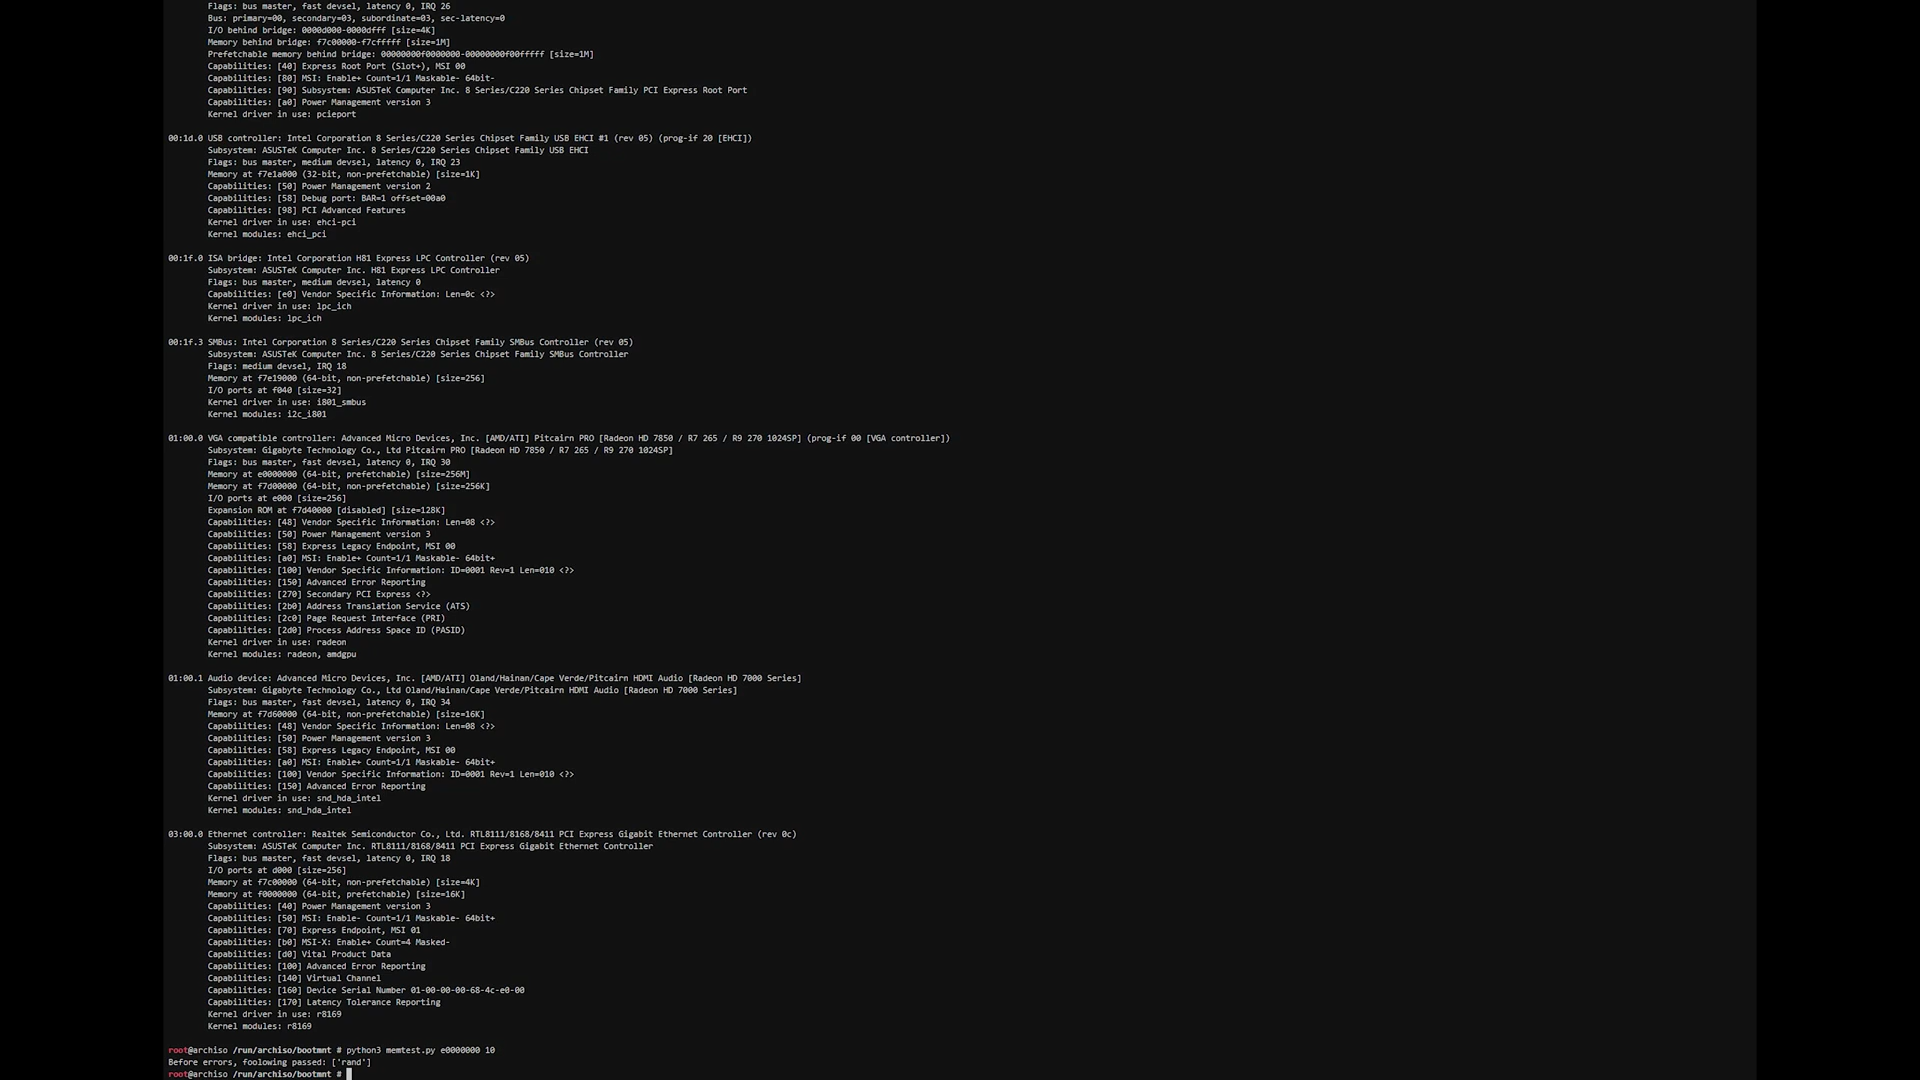 Flags: bus master, fast devsel, latency 0, IRQ 26
Bus: primary=00, secondary=03, subordinate=03, sec-latency=0
I/O behind bridge: 0000d000-0000dfff [size=4K]
Memory behind bridge: f7c00000-f7cfffff [size=1M]
Prefetchable memory behind bridge: 00000000f0000000-00000000f00fffff [size=1M]
Capabilities: [40] Express Root Port (Slot+), MSI 00
Capabilities: [80] MSI: Enable+ Count=1/1 Maskable- 64bit-
Capabilities: [90] Subsystem: ASUSTeK Computer Inc. 8 Series/C220 Series Chipset Family PCI Express Root Port
Capabilities: [a0] Power Management version 3
Kernel driver in use: pcieport
00:1d.0 USB controller: Intel Corporation 8 Series/C220 Series Chipset Family USB EHCI #1 (rev 05) (prog-if 20 [EHCI])
Subsystem: ASUSTeK Computer Inc. 8 Series/C220 Series Chipset Family USB EHCI
Flags: bus master, medium devsel, latency 0, IRQ 23
Memory at f7e1a000 (32-bit, non-prefetchable) [size=1K]
Capabilities: [50] Power Management version 2
Capabilities: [58] Debug port: BAR=1 offset=00a0
Capabilities: [98] PCI Advanced Features
Kernel driver in use: ehci-pci
Kernel modules: ehci_pci
00:1f.0 ISA bridge: Intel Corporation H81 Express LPC Controller (rev 05)
Subsystem: ASUSTeK Computer Inc. H81 Express LPC Controller
Flags: bus master, medium devsel, latency 0
Capabilities: [e0] Vendor Specific Information: Len=0c <?>
Kernel driver in use: lpc_ich
Kernel modules: lpc_ich
00:1f.3 SMBus: Intel Corporation 8 Series/C220 Series Chipset Family SMBus Controller (rev 05)
Subsystem: ASUSTeK Computer Inc. 8 Series/C220 Series Chipset Family SMBus Controller
Flags: medium devsel, IRQ 18
Memory at f7e19000 (64-bit, non-prefetchable) [size=256]
I/O ports at f040 [size=32]
Kernel driver in use: i801_smbus
Kernel modules: i2c_i801
01:00.0 VGA compatible controller: Advanced Micro Devices, Inc. [AMD/ATI] Pitcairn PRO [Radeon HD 7850 / R7 265 / R9 270 1024SP] (prog-if 00 [VGA controller])
Subsystem: Gigabyte Technology Co., Ltd Pitcairn PRO [Radeon HD 7850 / R7 265 / R9 270 1024SP]
Flags: bus master, fast devsel, latency 0, IRQ 30
Memory at e0000000 (64-bit, prefetchable) [size=256M]
Memory at f7d00000 (64-bit, non-prefetchable) [size=256K]
I/O ports at e000 [size=256]
Expansion ROM at f7d40000 [disabled] [size=128K]
Capabilities: [48] Vendor Specific Information: Len=08 <?>
Capabilities: [50] Power Management version 3
Capabilities: [58] Express Legacy Endpoint, MSI 00
Capabilities: [a0] MSI: Enable+ Count=1/1 Maskable- 64bit+
Capabilities: [100] Vendor Specific Information: ID=0001 Rev=1 Len=010 <?>
Capabilities: [150] Advanced Error Reporting
Capabilities: [270] Secondary PCI Express <?>
Capabilities: [2b0] Address Translation Service (ATS)
Capabilities: [2c0] Page Request Interface (PRI)
Capabilities: [2d0] Process Address Space ID (PASID)
Kernel driver in use: radeon
Kernel modules: radeon, amdgpu
01:00.1 Audio device: Advanced Micro Devices, Inc. [AMD/ATI] Oland/Hainan/Cape Verde/Pitcairn HDMI Audio [Radeon HD 7000 Series]
Subsystem: Gigabyte Technology Co., Ltd Oland/Hainan/Cape Verde/Pitcairn HDMI Audio [Radeon HD 7000 Series]
Flags: bus master, fast devsel, latency 0, IRQ 34
Memory at f7d60000 (64-bit, non-prefetchable) [size=16K]
Capabilities: [48] Vendor Specific Information: Len=08 <?>
Capabilities: [50] Power Management version 3
Capabilities: [58] Express Legacy Endpoint, MSI 00
Capabilities: [a0] MSI: Enable+ Count=1/1 Maskable- 64bit+
Capabilities: [100] Vendor Specific Information: ID=0001 Rev=1 Len=010 <?>
Capabilities: [150] Advanced Error Reporting
Kernel driver in use: snd_hda_intel
Kernel modules: snd_hda_intel
03:00.0 Ethernet controller: Realtek Semiconductor Co., Ltd. RTL8111/8168/8411 PCI Express Gigabit Ethernet Controller (rev 0c)
Subsystem: ASUSTeK Computer Inc. RTL8111/8168/8411 PCI Express Gigabit Ethernet Controller
Flags: bus master, fast devsel, latency 0, IRQ 18
I/O ports at d000 [size=256]
Memory at f7c00000 (64-bit, non-prefetchable) [size=4K]
Memory at f0000000 (64-bit, prefetchable) [size=16K]
Capabilities: [40] Power Management version 3
Capabilities: [50] MSI: Enable- Count=1/1 Maskable- 64bit+
Capabilities: [70] Express Endpoint, MSI 01
Capabilities: [b0] MSI-X: Enable+ Count=4 Masked-
Capabilities: [d0] Vital Product Data
Capabilities: [100] Advanced Error Reporting
Capabilities: [140] Virtual Channel
Capabilities: [160] Device Serial Number 01-00-00-00-68-4c-e0-00
Capabilities: [170] Latency Tolerance Reporting
Kernel driver in use: r8169
Kernel modules: r8169
root@archiso /run/archiso/bootmnt # python3 memtest.py e0000000 10
Before errors, foolowing passed: ['rand']
root@archiso /run/archiso/bootmnt #